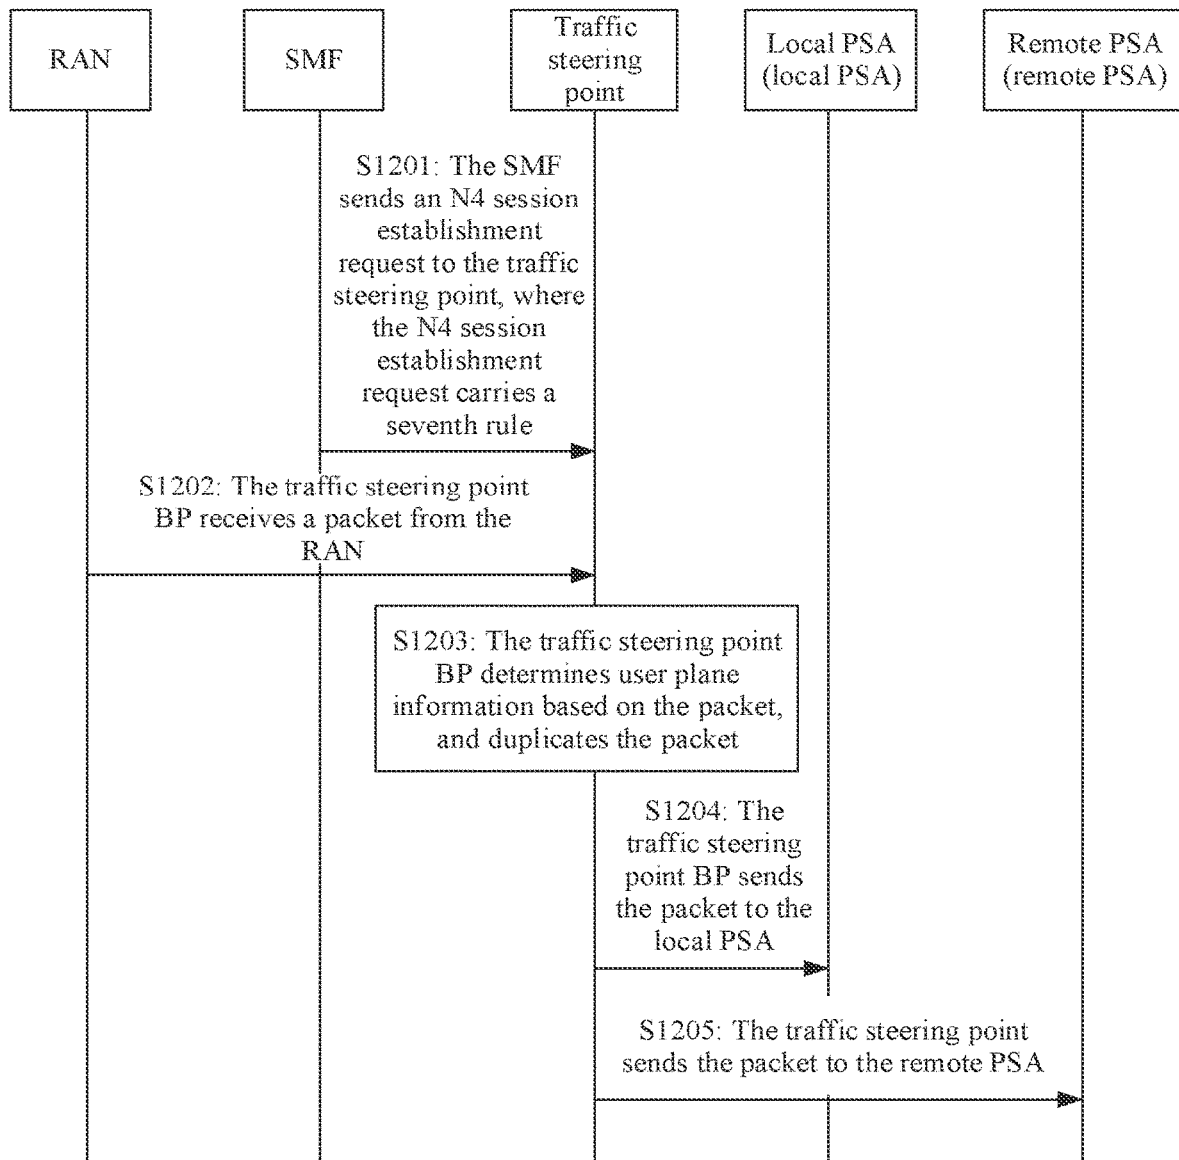 RAN
SMF
Traffic
steering
point
Local PSA
(local PSA)
Remote PSA
(remote PSA)
S1201: The SMF
sends an N4 session
establishment
request to the traffic
steering point, where
the N4 session
establishment
request carries a
seventh rule
S1202: The traffic steering point
BP receives a packet from the
RAN
S1203: The traffic steering point
BP determines user plane
information based on the packet,
and duplicates the packet
S1204: The
traffic steering
point BP sends
the packet to the
local PSA
S1205: The traffic steering point
sends the packet to the remote PSA